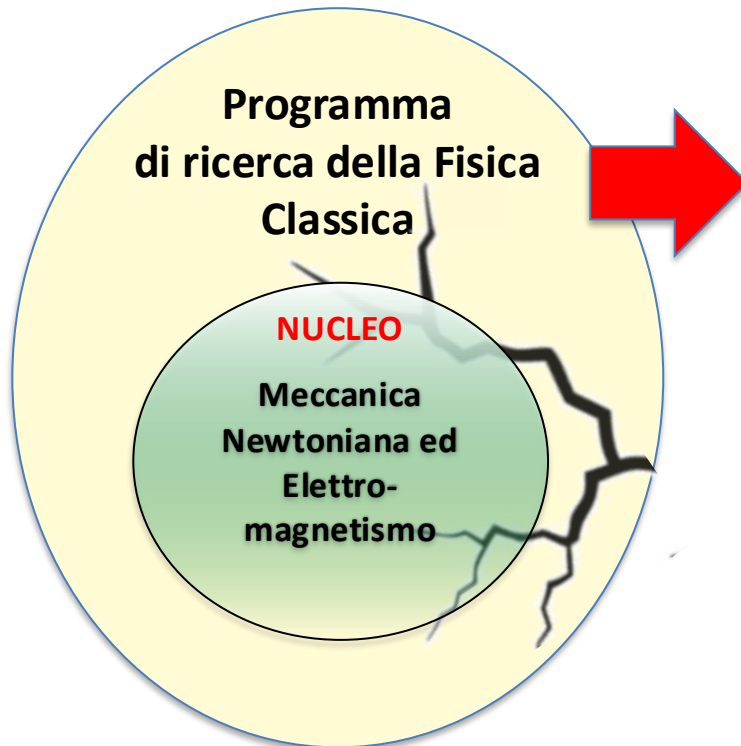 Programma
di ricerca della Fisica
Classica
NUCLEO
Meccanica
Newtoniana ed
Elettro-
magnetismo